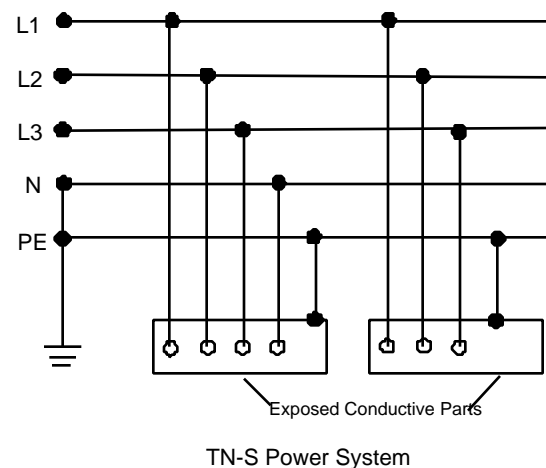 L1
L2
L3
N
PE
Exposed Conductive Parts
TN-S Power System